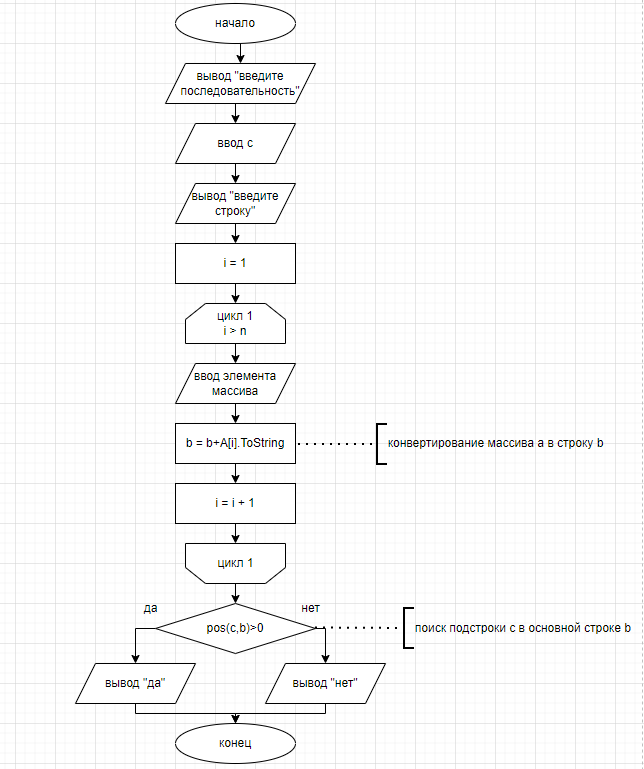 начало
вывод "введите
последовательность"
ввод с
вывод "введите
строку"
i = 1
цикл 1
i > n
ввод элемента
массива
b = b+A[i].ToString
конвертирование массива а в строку b
i = i + 1
цикл 1
да
нет
pos(c,b)>0
поиск подстроки с в основной строке b
вывод "да"
вывод "нет"
конец